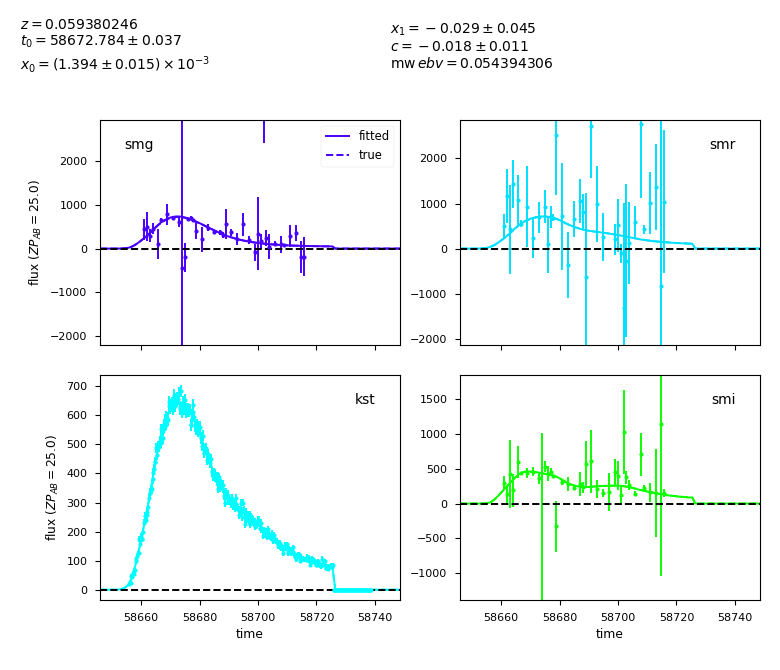 z = 0.059380246
t₀ = 58672.784 ± 0.037
x₀ = (1.394 ± 0.015) × 10⁻³
x₁ = −0.029 ± 0.045
c = −0.018 ± 0.011
mw ebv = 0.054394306
smg
fitted
true
flux (ZP_AB = 25.0)
2000
1000
0
−1000
−2000
smr
2000
1000
0
−1000
−2000
kst
flux (ZP_AB = 25.0)
700
600
500
400
300
200
100
0
58660 58680 58700 58720 58740
time
smi
1500
1000
500
0
−500
−1000
58660 58680 58700 58720 58740
time